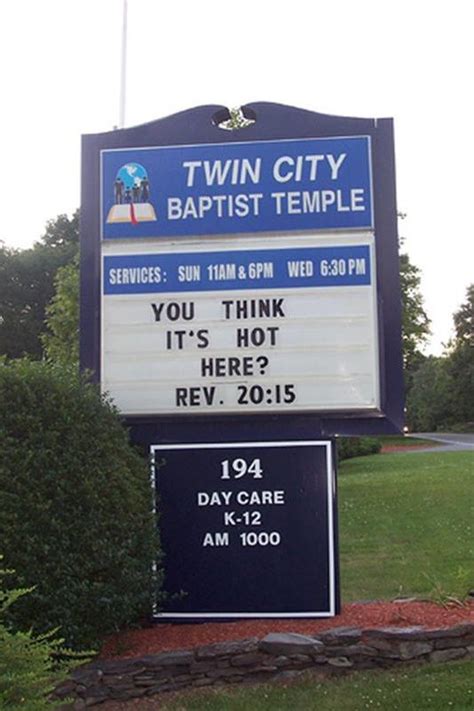 TWIN CITY
BAPTIST TEMPLE
SERVICES: SUN 11AM & 6PM WED 6:30 PM
YOU THINK
IT'S HOT
HERE?
REV. 20:15
194
DAY CARE
K-12
AM 1000